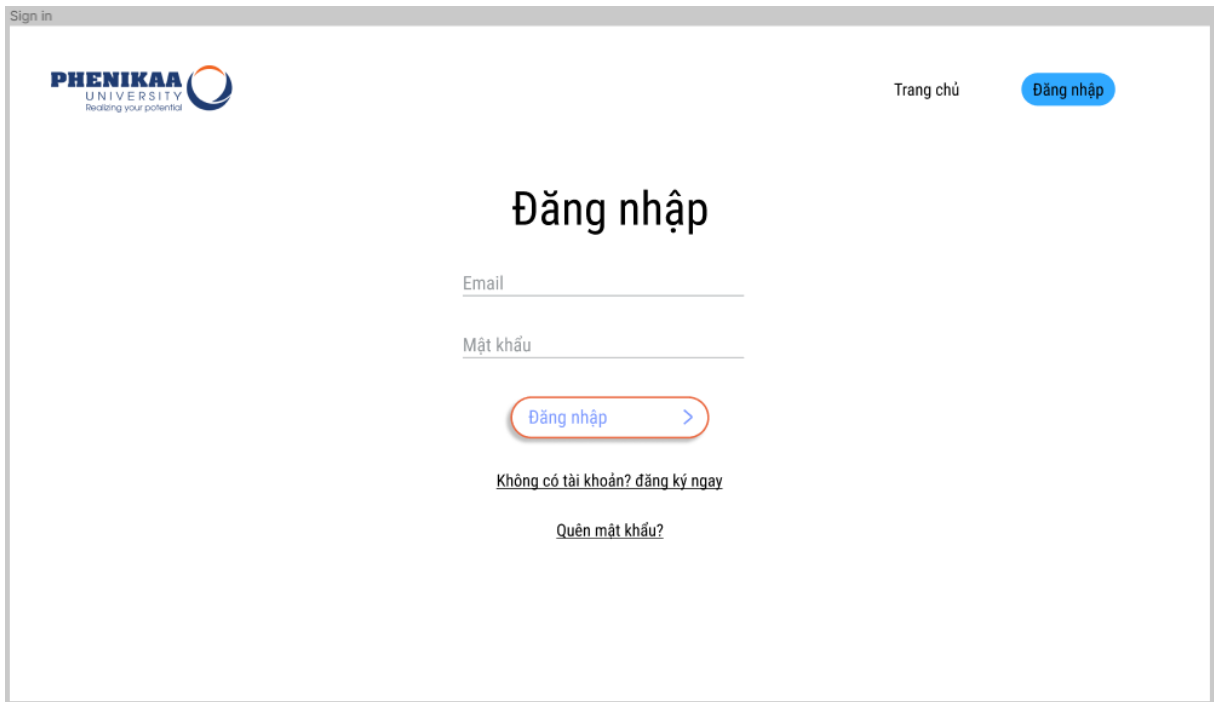 Sign in
PHENIKAA
UNIVERSITY
Realizing your potential
Trang chủ
Đăng nhập
Đăng nhập
Email
Mật khẩu
Đăng nhập
Không có tài khoản? đăng ký ngay
Quên mật khẩu?